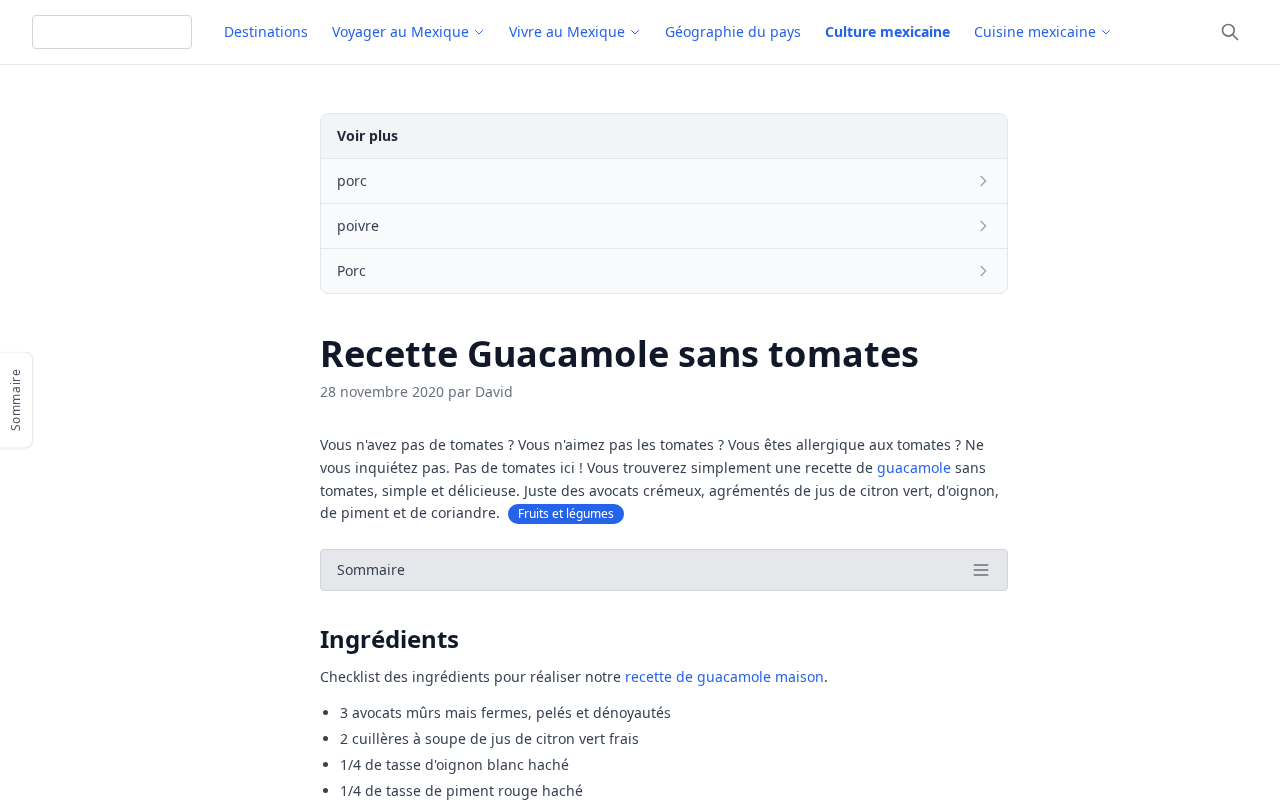 Destinations Voyager au Mexique Vivre au Mexique Géographie du pays Culture mexicaine Cuisine mexicaine
Voir plus
porc
poivre
Porc
Recette Guacamole sans tomates
28 novembre 2020 par David
Sommaire
Vous n'avez pas de tomates ? Vous n'aimez pas les tomates ? Vous êtes allergique aux tomates ? Ne
vous inquiétez pas. Pas de tomates ici ! Vous trouverez simplement une recette de guacamole sans
tomates, simple et délicieuse. Juste des avocats crémeux, agrémentés de jus de citron vert, d'oignon,
de piment et de coriandre. Fruits et légumes
Sommaire
Ingrédients
Checklist des ingrédients pour réaliser notre recette de guacamole maison.
• 3 avocats mûrs mais fermes, pelés et dénoyautés
• 2 cuillères à soupe de jus de citron vert frais
• 1/4 de tasse d'oignon blanc haché
• 1/4 de tasse de piment rouge haché